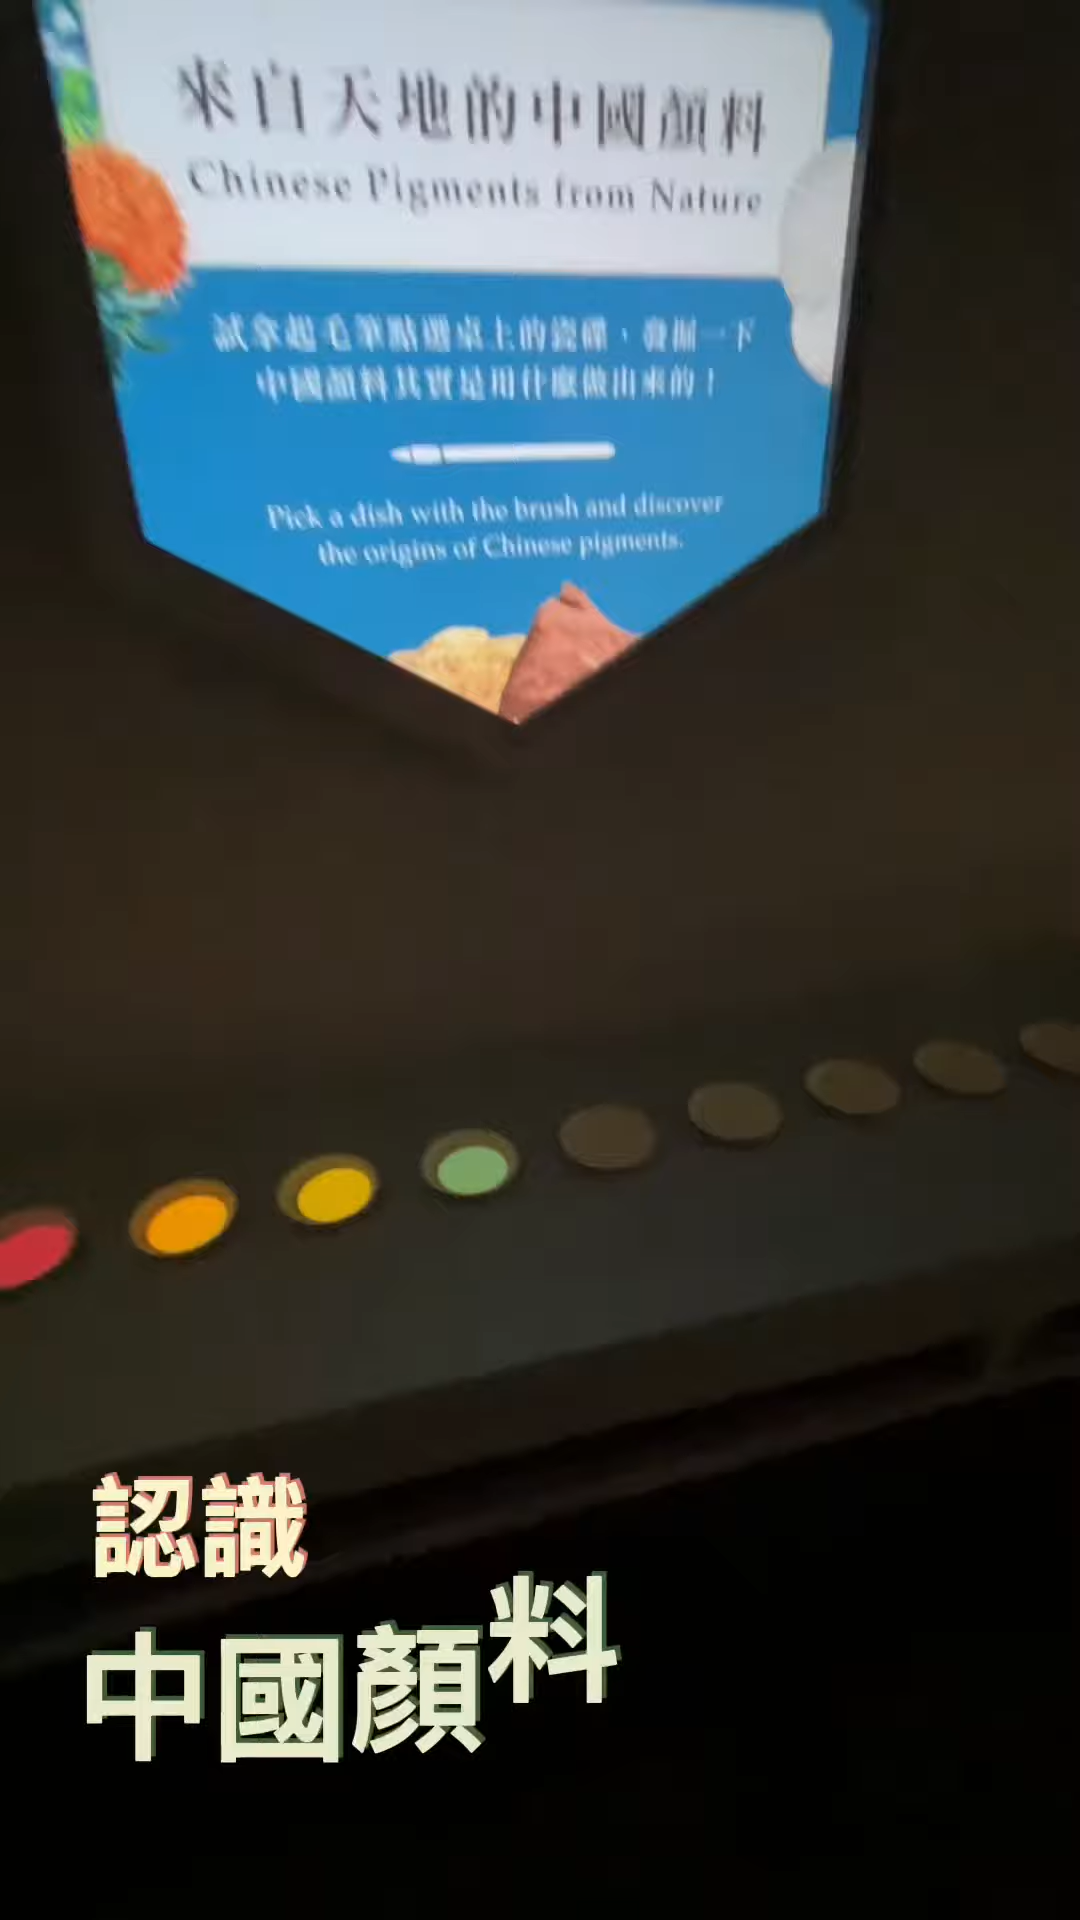 來自天地的中國顏料
Chinese Pigments from Nature
試拿起毛筆點選桌上的瓷碟，發掘一下
中國顏料其實是用什麼做出來的！
Pick a dish with the brush and discover
the origins of Chinese pigments.
認識
中國顏料